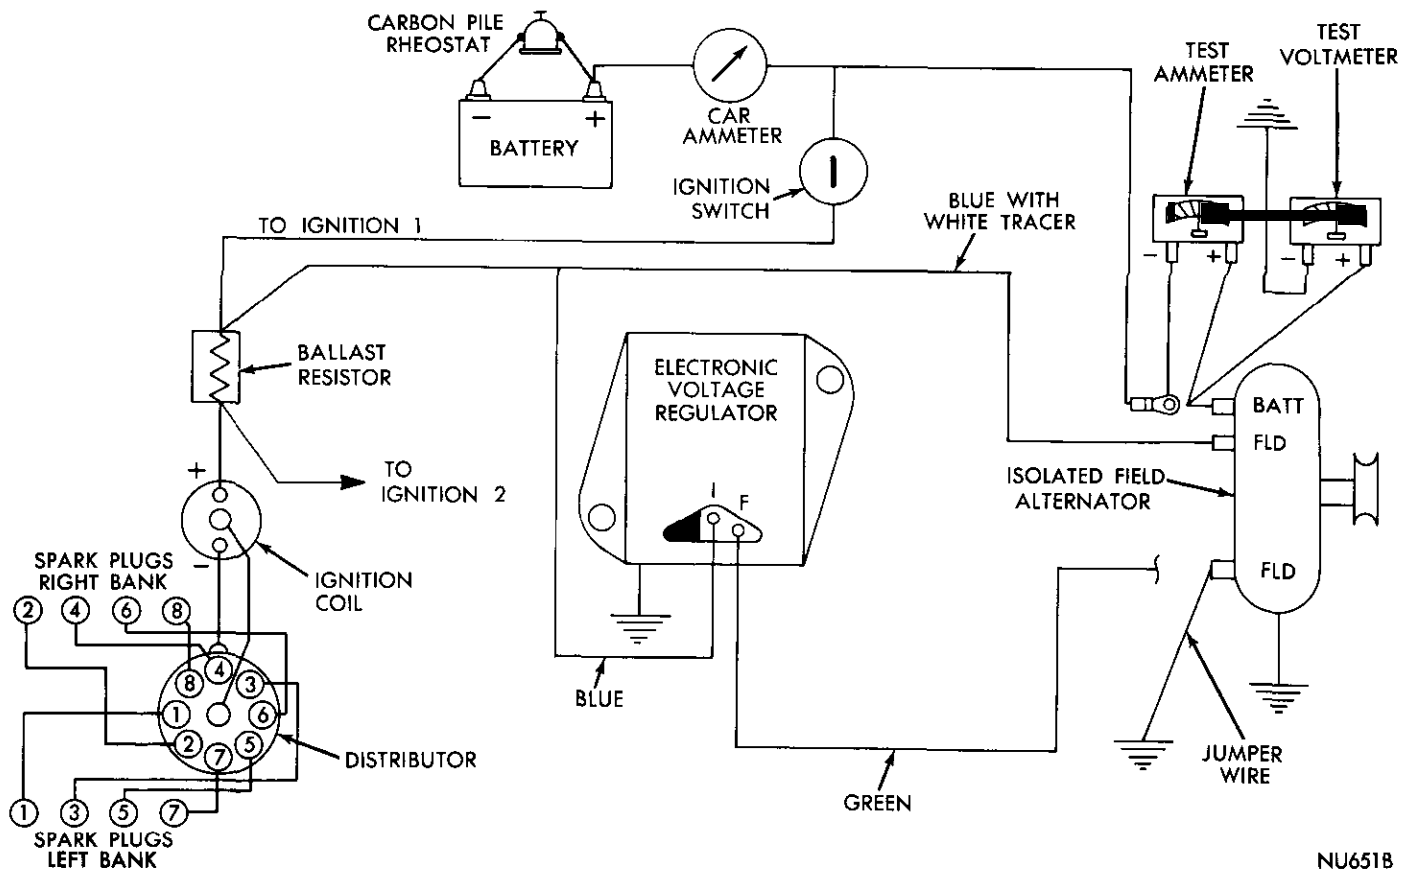 CARBON PILE
RHEOSTAT
TEST
VOLTMETER
TEST
AMMETER
CAR
AMMETER
- +
BATTERY
IGNITION
SWITCH
BLUE WITH
WHITE TRACER
TO IGNITION 1
- +
- +
BALLAST
RESISTOR
ELECTRONIC
VOLTAGE
REGULATOR
BATT
FLD
+
TO
IGNITION 2
ISOLATED FIELD
ALTERNATOR
I F
-
SPARK PLUGS
RIGHT BANK
IGNITION
COIL
FLD
2 4 6 8
4
8 3
1 6
2 5
7
BLUE
DISTRIBUTOR
JUMPER
WIRE
GREEN
1 3 5 7
SPARK PLUGS
LEFT BANK
NU651B